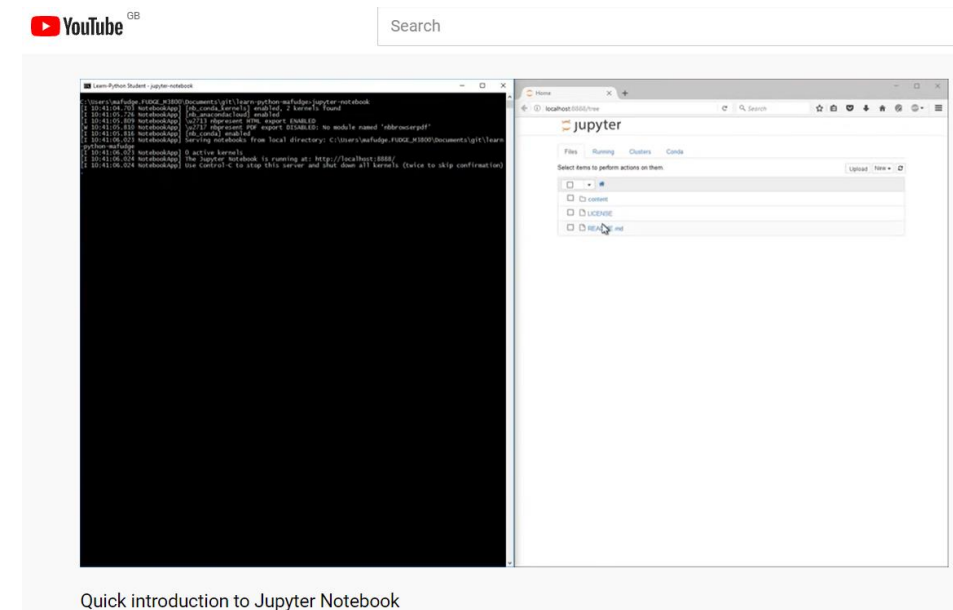 YouTube GB
Search
Learn-Python Student - jupyter-notebook
C:\Users\mafudge.FUDGE_M3800\Documents\git\learn-python-mafudge>jupyter-notebook
[I 10:41:04.703 NotebookApp] [nb_conda_kernels] enabled, 2 kernels found
[I 10:41:05.726 NotebookApp] [nb_anacondacloud] enabled
[I 10:41:05.809 NotebookApp] \u2713 nbpresent HTML export ENABLED
[W 10:41:05.810 NotebookApp] \u2717 nbpresent PDF export DISABLED: No module named 'nbbrowserpdf'
[I 10:41:05.816 NotebookApp] [nb_conda] enabled
[I 10:41:06.023 NotebookApp] Serving notebooks from local directory: C:\Users\mafudge.FUDGE_M3800\Documents\git\learn
-python-mafudge
[I 10:41:06.023 NotebookApp] 0 active kernels
[I 10:41:06.024 NotebookApp] The Jupyter Notebook is running at: http://localhost:8888/
[I 10:41:06.024 NotebookApp] Use Control-C to stop this server and shut down all kernels (twice to skip confirmation)
Home
localhost:8888/tree
Search
jupyter
Files Running Clusters Conda
Select items to perform actions on them.
Upload New
content
LICENSE
README.md
Quick introduction to Jupyter Notebook